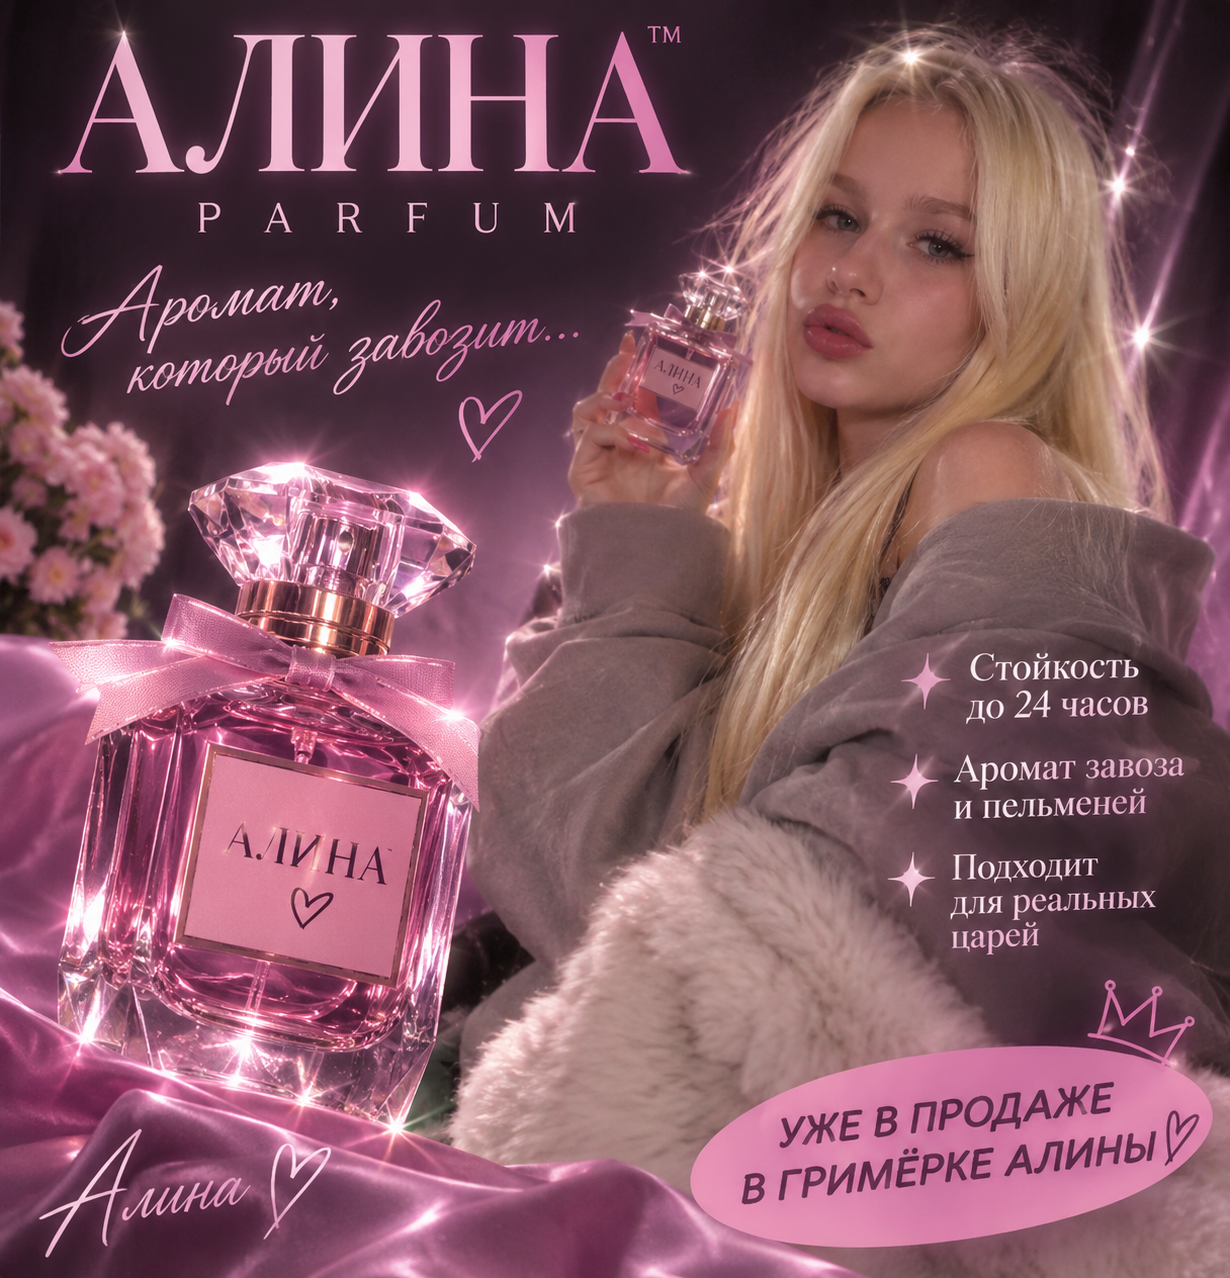 АЛИНА™
PARFUM
Аромат,
который завозит...
АЛИНА
АЛИНА
Стойкость
до 24 часов
Аромат завоза
и пельменей
Подходит
для реальных
царей
УЖЕ В ПРОДАЖЕ
В ГРИМЁРКЕ АЛИНЫ
Алина